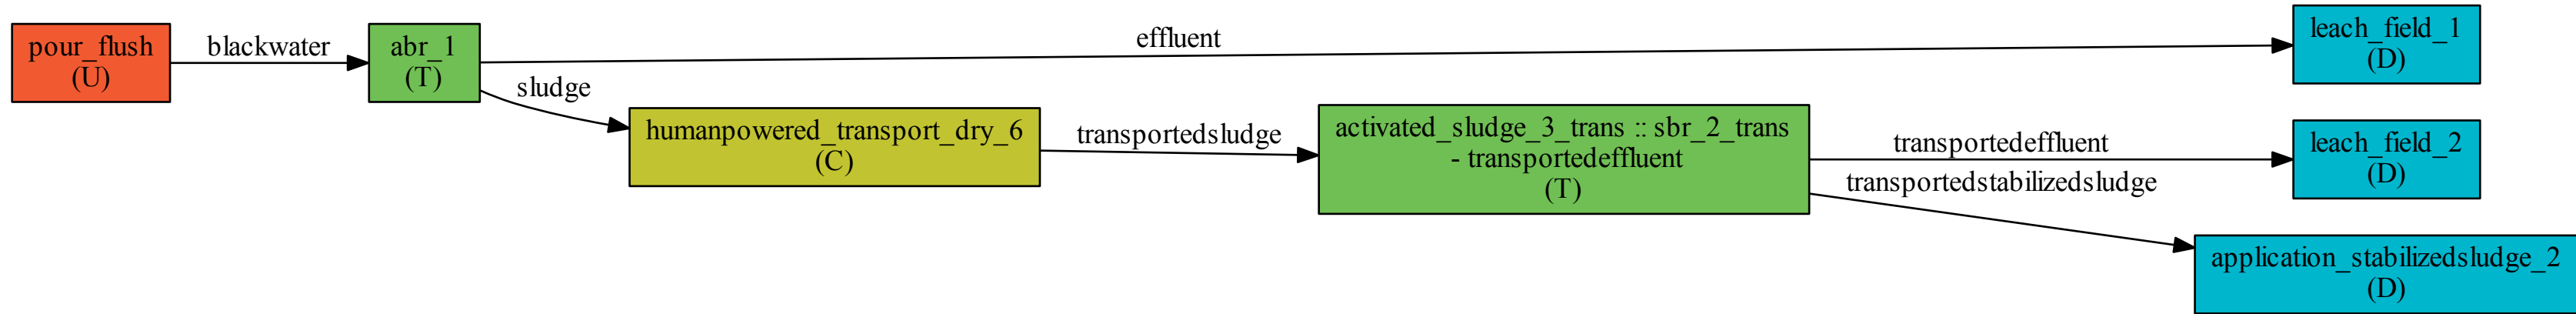 pour_flush
(U)
blackwater
abr_1
(T)
effluent
sludge
leach_field_1
(D)
humanpowered_transport_dry_6
(C)
transportedsludge
activated_sludge_3_trans :: sbr_2_trans
- transportedeffluent
(T)
transportedeffluent
transportedstabilizedsludge
leach_field_2
(D)
application_stabilizedsludge_2
(D)